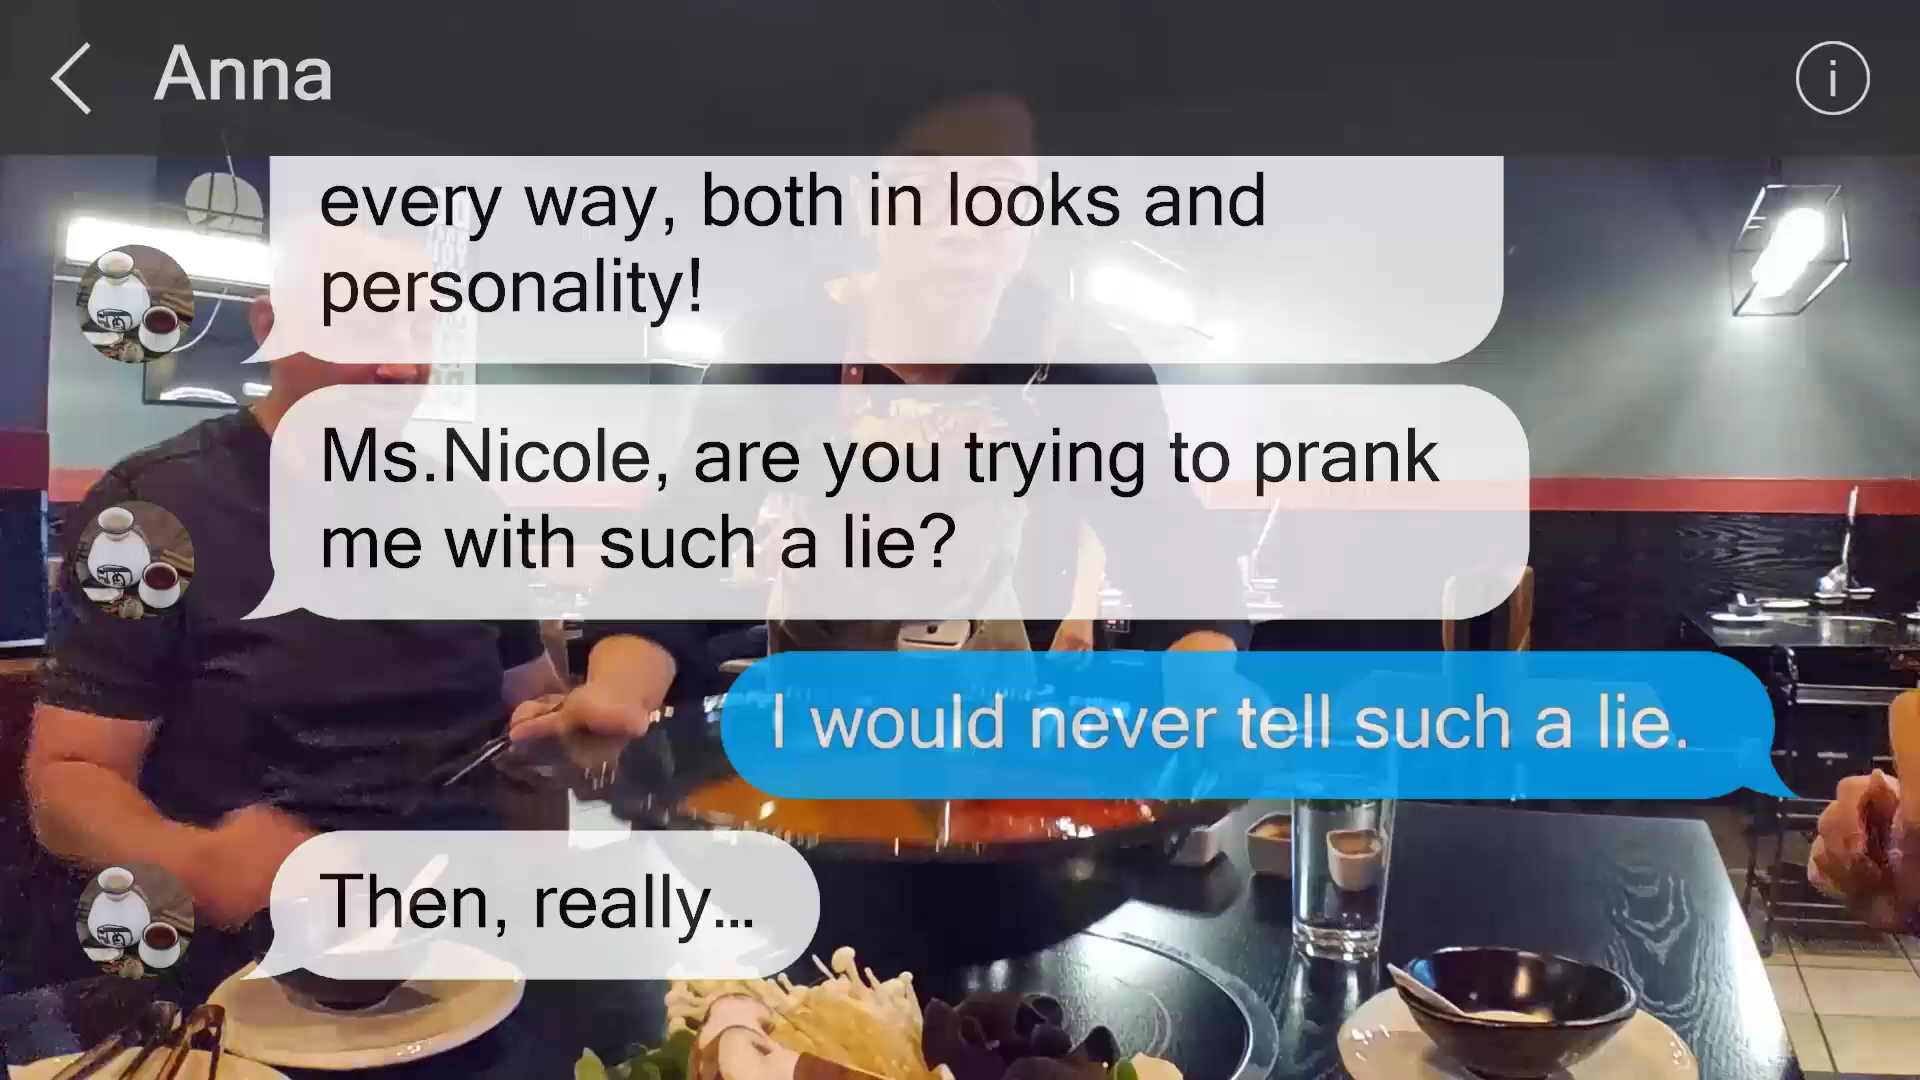 Anna
every way, both in looks and
personality!
Ms.Nicole, are you trying to prank
me with such a lie?
I would never tell such a lie.
Then, really...